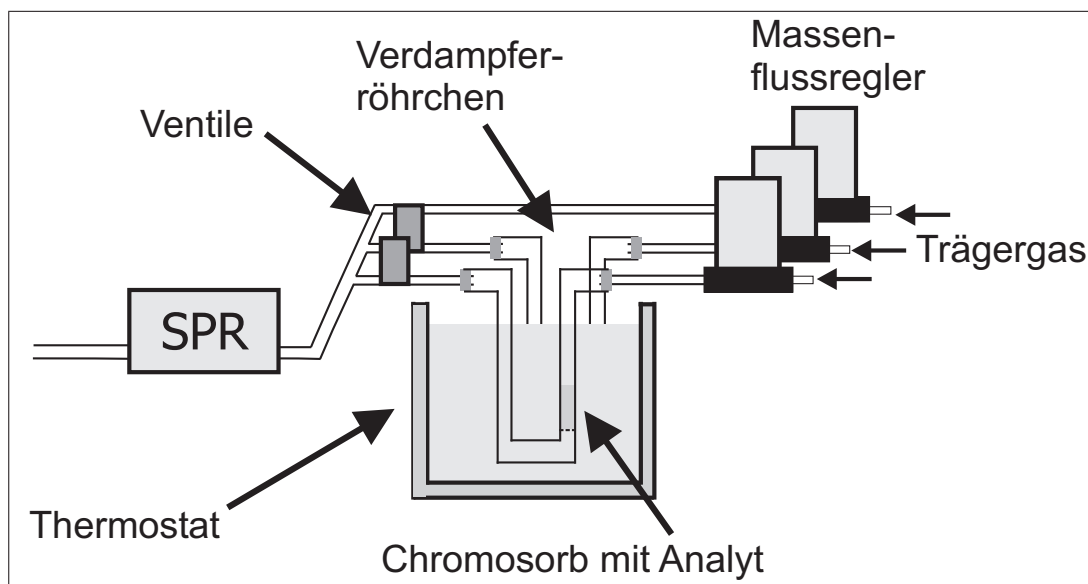 Massen-
flussregler
Verdampfer-
röhrchen
Ventile
Trägergas
SPR
Thermostat
Chromosorb mit Analyt